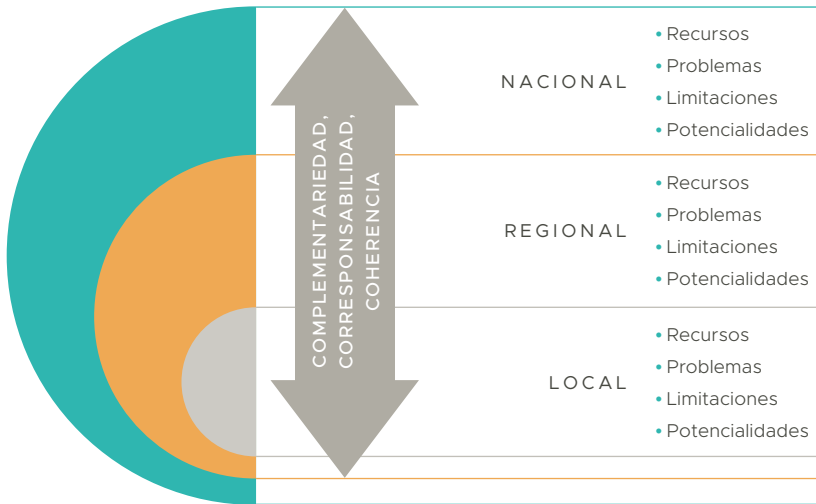 COMPLEMENTARIEDAD,
CORRESPONSABILIDAD,
COHERENCIA
NACIONAL
• Recursos
• Problemas
• Limitaciones
• Potencialidades
REGIONAL
• Recursos
• Problemas
• Limitaciones
• Potencialidades
LOCAL
• Recursos
• Problemas
• Limitaciones
• Potencialidades